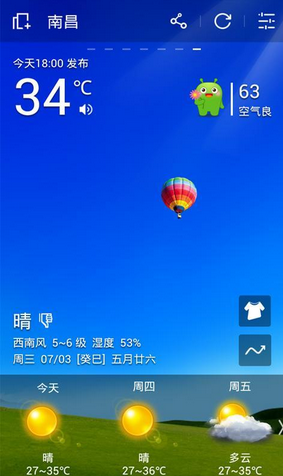 南昌
今天18:00 发布
34℃
63
空气良
晴
西南风 5~6 级 湿度 53%
周三 07/03 [癸巳] 五月廿六
今天 周四 周五
晴 晴 多云
27~35℃ 27~35℃ 27~35℃